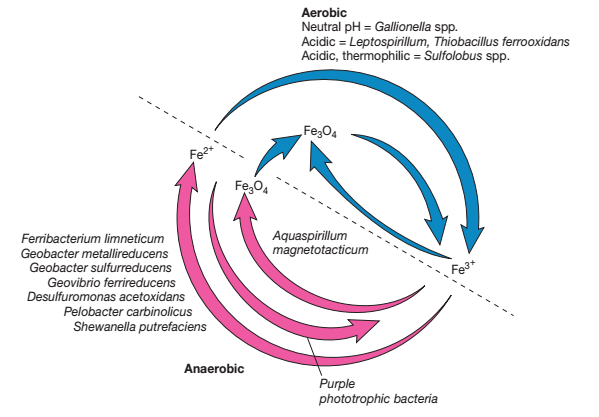 Aerobic
Neutral pH = Gallionella spp.
Acidic = Leptospirillum, Thiobacillus ferrooxidans
Acidic, thermophilic = Sulfolobus spp.
Fe₃O₄
Fe²⁺
Fe₃O₄
Aquaspirillum
magnetotacticum
Fe³⁺
Ferribacterium limneticum
Geobacter metallireducens
Geobacter sulfurreducens
Geovibrio ferrireducens
Desulfuromonas acetoxidans
Pelobacter carbinolicus
Shewanella putrefaciens
Anaerobic
Purple
phototrophic bacteria